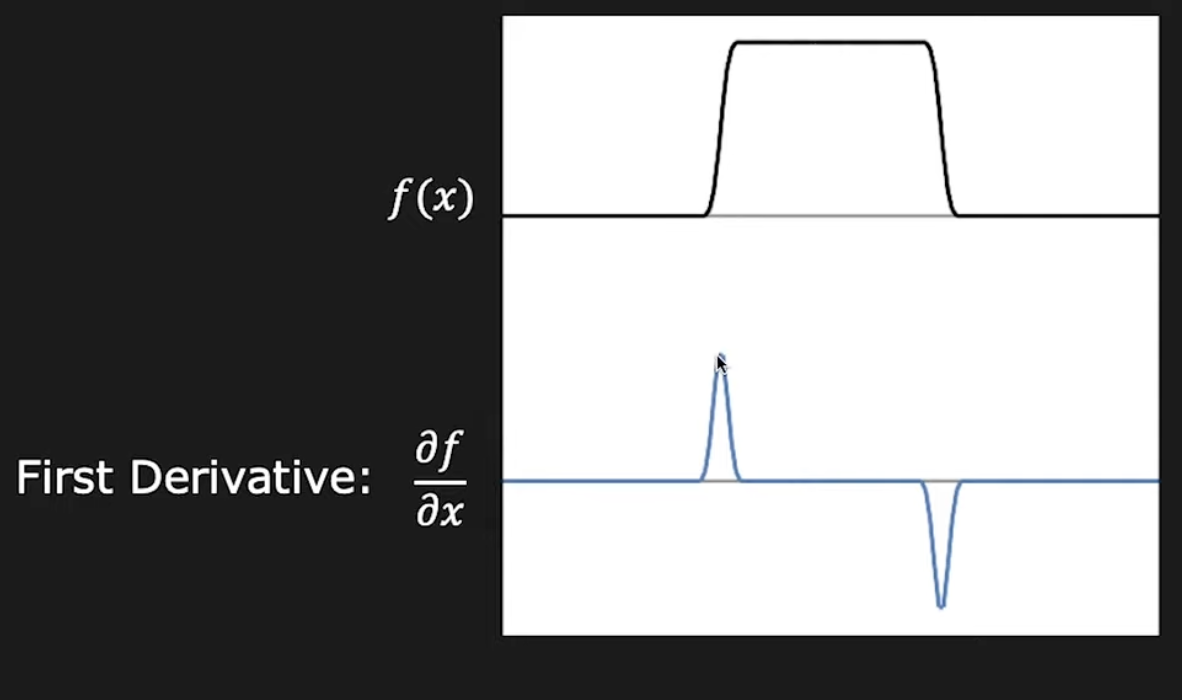 f(x)
First Derivative: ∂f/∂x